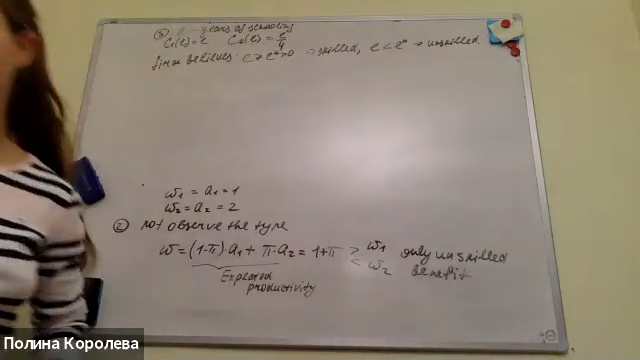 ③ e - years of schooling
C₁(e) = e C₂(e) = e/4
firm believes: e ≥ e* > 0 → skilled, e < e* → unskilled
w₁ = a₁ = 1
w₂ = a₂ = 2
② not observe the type
w = (1-π)·a₁ + π·a₂ = 1+π > w₁ only unskilled
< w₂ benefit
Expected
productivity
Полина Королева